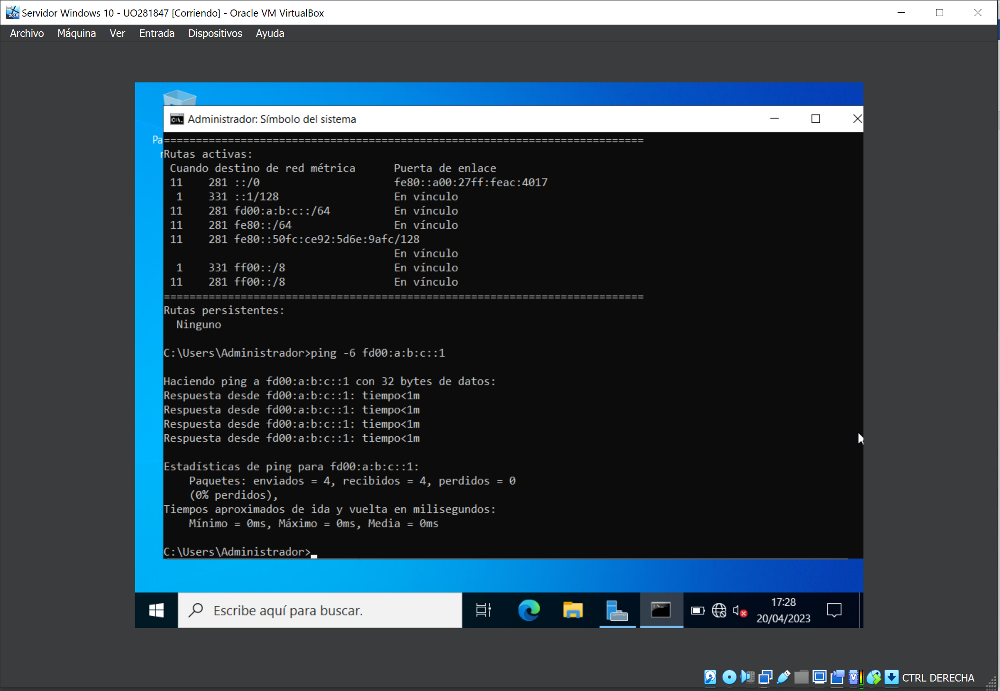 Servidor Windows 10 - UO281847 [Corriendo] - Oracle VM VirtualBox
Archivo Máquina Ver Entrada Dispositivos Ayuda
Administrador: Símbolo del sistema
Pa
===========================================================================
Rutas activas:
Cuando destino de red métrica Puerta de enlace
11 281 ::/0 fe80::a00:27ff:feac:4017
1 331 ::1/128 En vínculo
11 281 fd00:a:b:c::/64 En vínculo
11 281 fe80::/64 En vínculo
11 281 fe80::50fc:ce92:5d6e:9afc/128
En vínculo
1 331 ff00::/8 En vínculo
11 281 ff00::/8 En vínculo
===========================================================================
Rutas persistentes:
Ninguno
C:\Users\Administrador>ping -6 fd00:a:b:c::1
Haciendo ping a fd00:a:b:c::1 con 32 bytes de datos:
Respuesta desde fd00:a:b:c::1: tiempo<1m
Respuesta desde fd00:a:b:c::1: tiempo<1m
Respuesta desde fd00:a:b:c::1: tiempo<1m
Respuesta desde fd00:a:b:c::1: tiempo<1m
Estadísticas de ping para fd00:a:b:c::1:
Paquetes: enviados = 4, recibidos = 4, perdidos = 0
(0% perdidos),
Tiempos aproximados de ida y vuelta en milisegundos:
Mínimo = 0ms, Máximo = 0ms, Media = 0ms
C:\Users\Administrador>
Escribe aquí para buscar.
17:28
20/04/2023
CTRL DERECHA